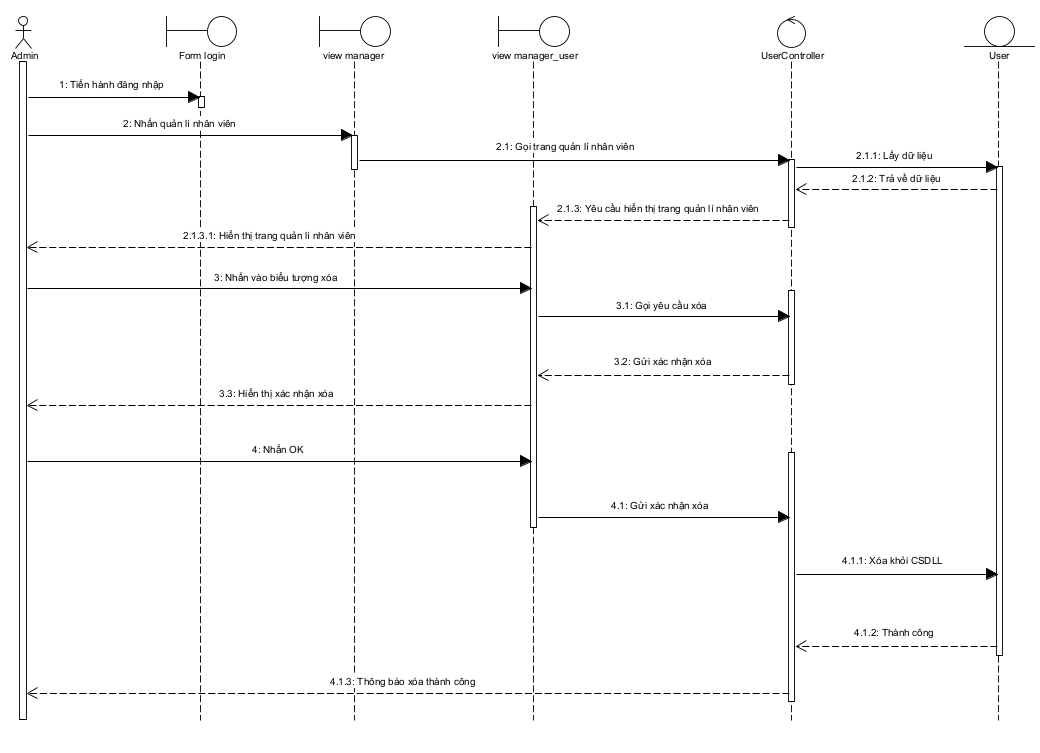 Admin
Form login
view manager
view manager_user
UserController
User
1: Tiến hành đăng nhập
2: Nhấn quản lí nhân viên
2.1: Gọi trang quản lí nhân viên
2.1.1: Lấy dữ liệu
2.1.2: Trả về dữ liệu
2.1.3: Yêu cầu hiển thị trang quản lí nhân viên
2.1.3.1: Hiển thị trang quản lí nhân viên
3: Nhấn vào biểu tượng xóa
3.1: Gọi yêu cầu xóa
3.2: Gửi xác nhận xóa
3.3: Hiển thị xác nhận xóa
4: Nhấn OK
4.1: Gửi xác nhận xóa
4.1.1: Xóa khỏi CSDLL
4.1.2: Thành công
4.1.3: Thông báo xóa thành công